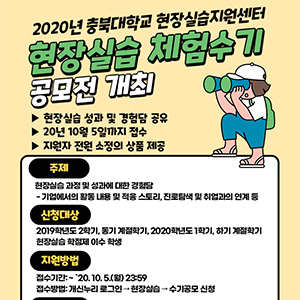 2020년 충북대학교 현장실습지원센터
현장실습 체험수기
공모전 개최
▶ 현장실습 성과 및 경험담 공유
▶ 20년 10월 5일까지 접수
▶ 지원자 전원 소정의 상품 제공
주제
현장실습 과정 및 성과에 대한 경험담
- 기업에서의 활동 내용 및 적응 스토리, 진로탐색 및 취업과의 연계 등
신청대상
2019학년도 2학기, 동기 계절학기, 2020학년도 1학기, 하기 계절학기
현장실습 학점제 이수 학생
지원방법
접수기간: ~ `20. 10. 5.(월) 23:59
접수방법: 개신누리 로그인 → 현장실습 → 수기공모 신청